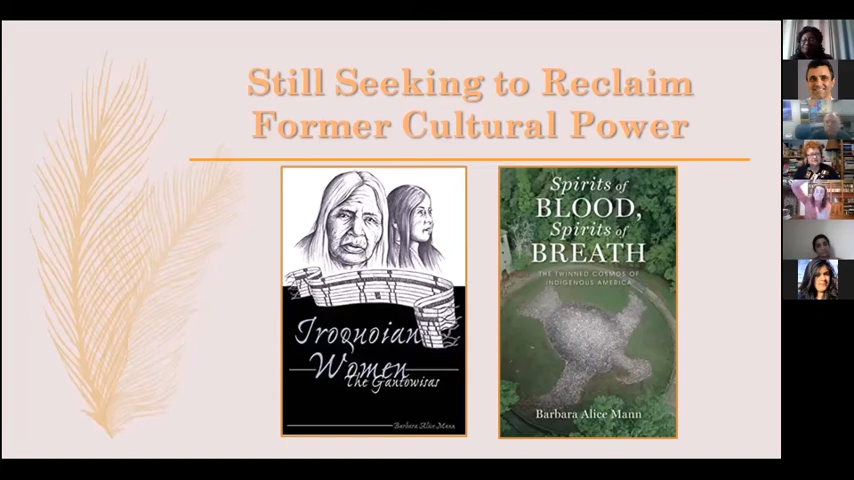 Still Seeking to Reclaim
Former Cultural Power
Iroquoian
Women
The Gantowisas
Barbara Alice Mann
Spirits of
BLOOD,
Spirits of
BREATH
THE TWINNED COSMOS OF
INDIGENOUS AMERICA
Barbara Alice Mann